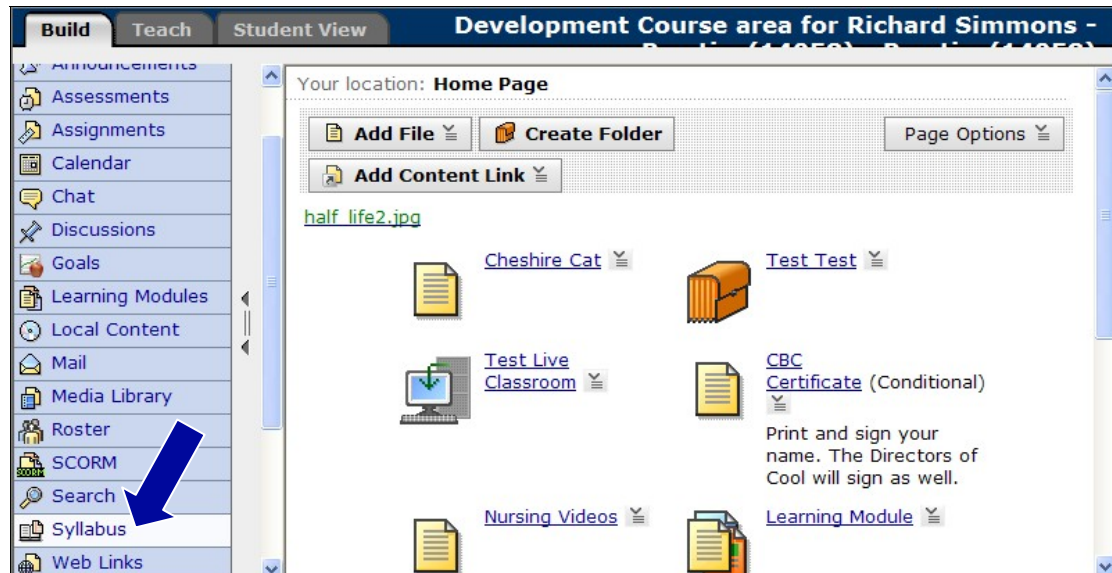 Build Teach Student View Development Course area for Richard Simmons -
Announcements
Assessments
Assignments
Calendar
Chat
Discussions
Goals
Learning Modules
Local Content
Mail
Media Library
Roster
SCORM
Search
Syllabus
Web Links
Your location: Home Page
Add File Create Folder Page Options
Add Content Link
half_life2.jpg
Cheshire Cat
Test Test
Test Live
Classroom
CBC
Certificate (Conditional)
Print and sign your
name. The Directors of
Cool will sign as well.
Nursing Videos
Learning Module